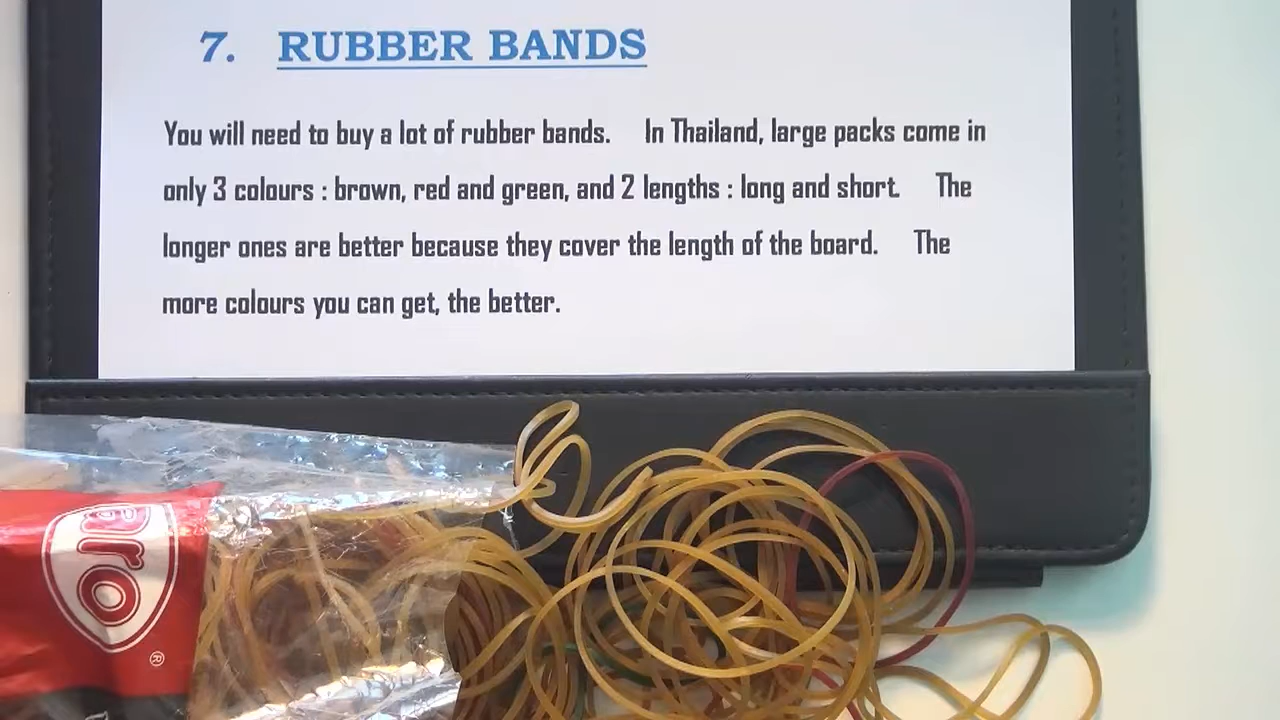 7. RUBBER BANDS
You will need to buy a lot of rubber bands. In Thailand, large packs come in
only 3 colours : brown, red and green, and 2 lengths : long and short. The
longer ones are better because they cover the length of the board. The
more colours you can get, the better.
aro
®